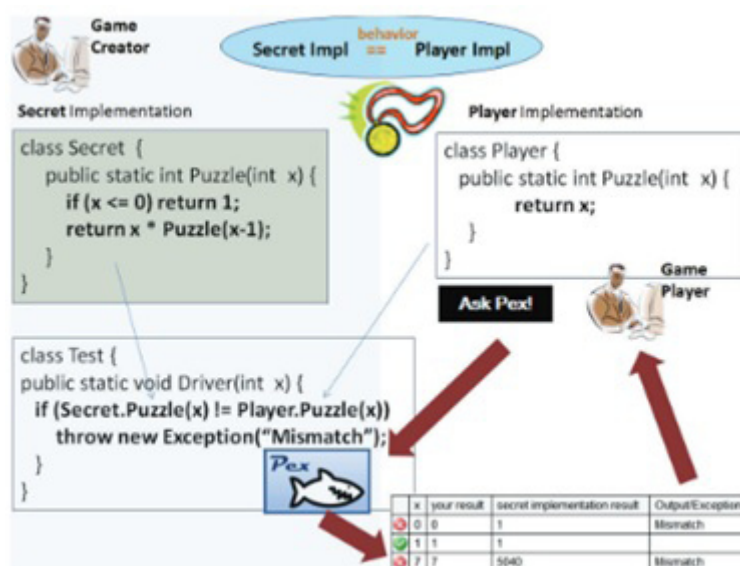 Game
Creator
behavior
Secret Impl == Player Impl
Secret Implementation
Player Implementation
class Secret {
public static int Puzzle(int x) {
if (x <= 0) return 1;
return x * Puzzle(x-1);
}
}
class Player {
public static int Puzzle(int x) {
return x;
}
}
Ask Pex!
Game
Player
class Test {
public static void Driver(int x) {
if (Secret.Puzzle(x) != Player.Puzzle(x))
throw new Exception(“Mismatch”);
}
}
Pex
x your result secret implementation result Output/Exception
0 0 1 Mismatch
1 1 1
7 7 5040 Mismatch